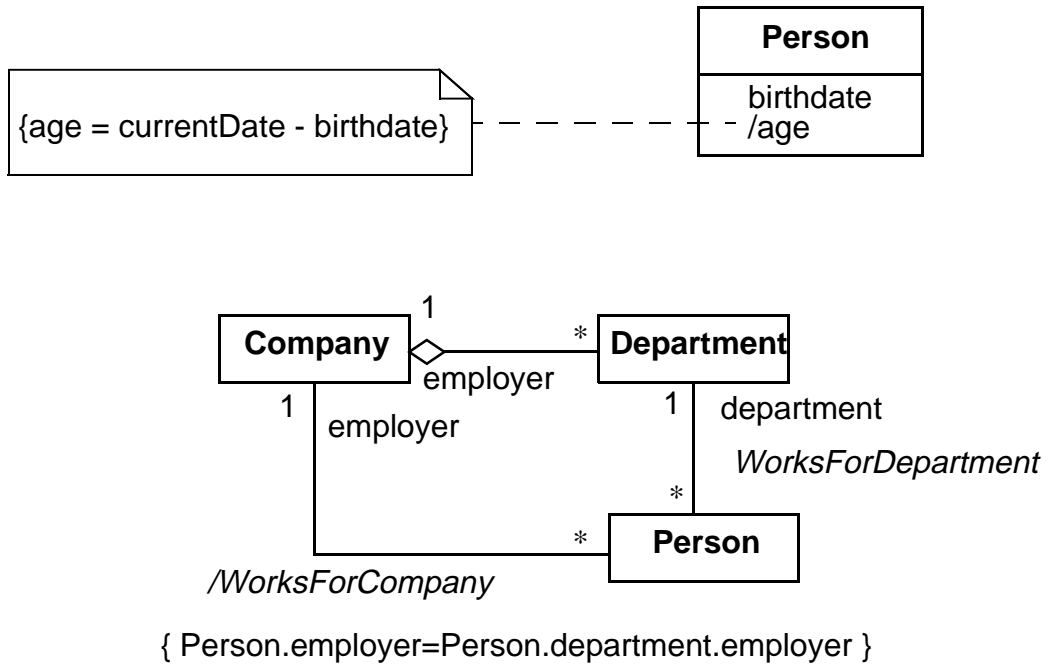 Person
birthdate
{age = currentDate - birthdate}
/age
1
*
Company
Department
employer
1
employer
1
department
WorksForDepartment
*
*
Person
/WorksForCompany
{ Person.employer=Person.department.employer }